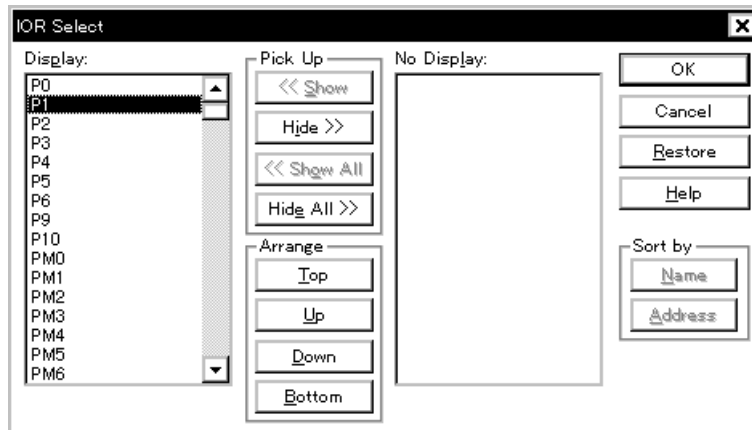 IOR Select
Display:
P0
P1
P2
P3
P4
P5
P6
P9
P10
PM0
PM1
PM2
PM3
PM4
PM5
PM6
Pick Up
<< Show
Hide >>
<< Show All
Hide All >>
Arrange
Top
Up
Down
Bottom
No Display:
OK
Cancel
Restore
Help
Sort by
Name
Address